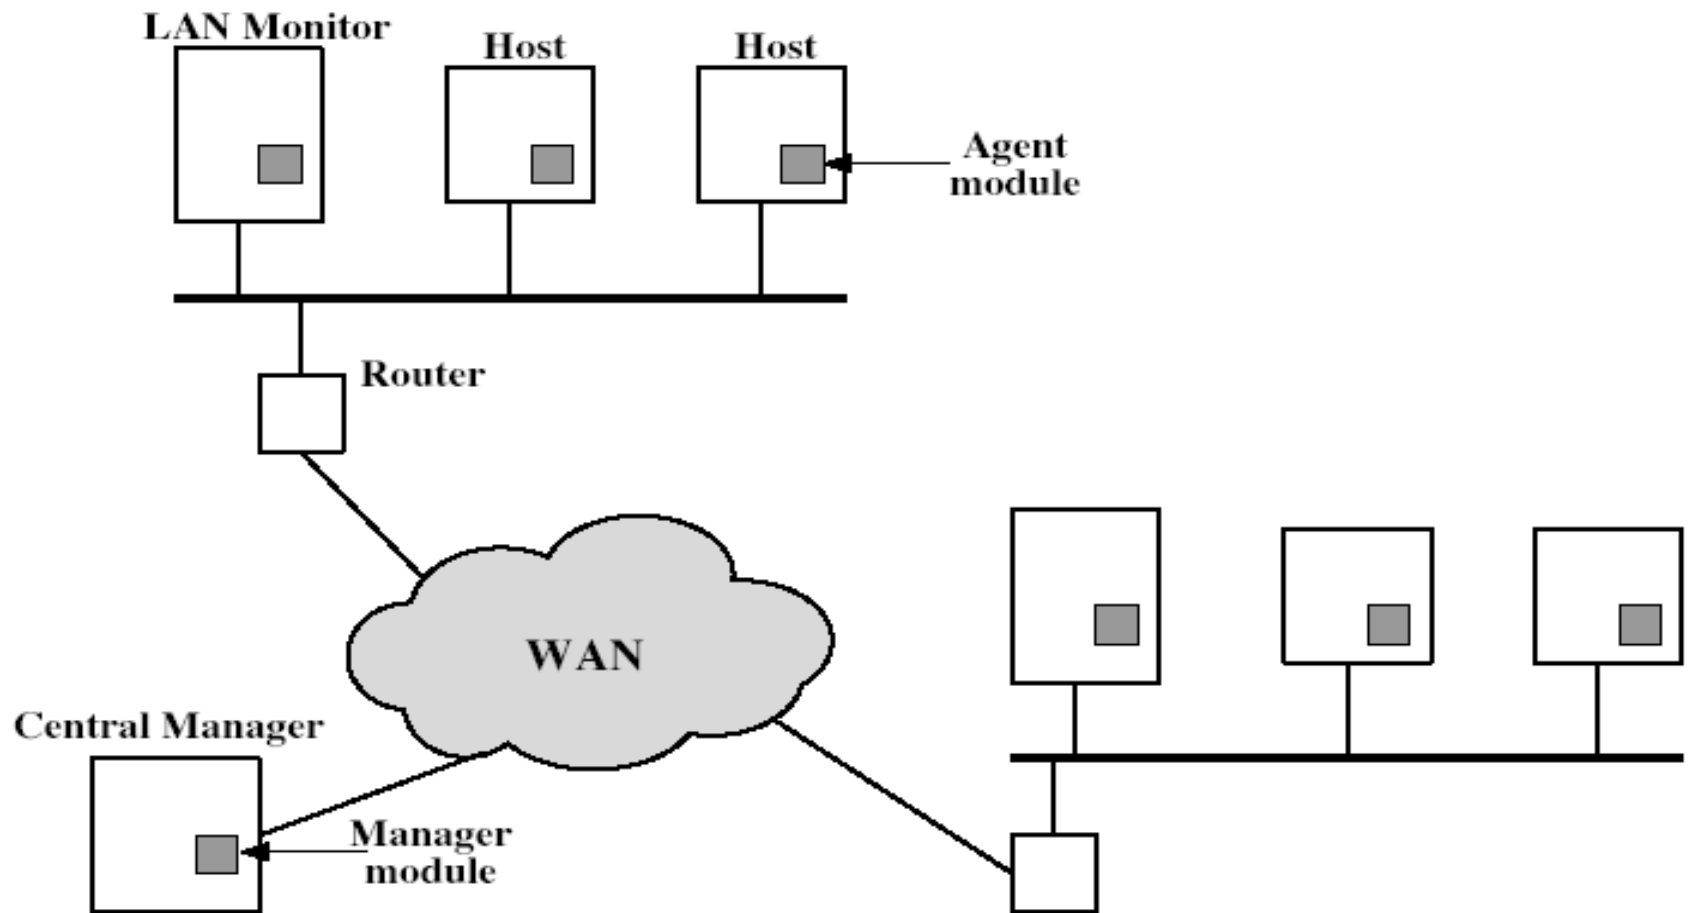 LAN Monitor
Host
Host
Agent
module
Router
WAN
Central Manager
Manager
module